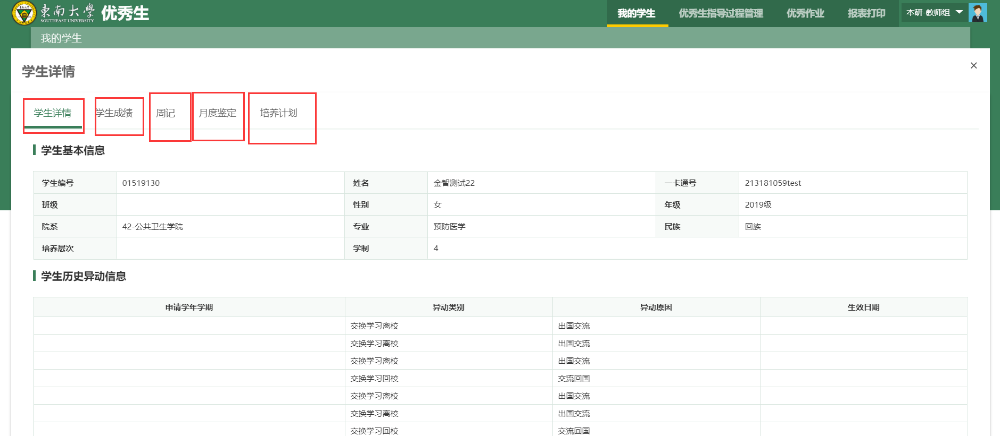 東南大學 优秀生 我的学生 优秀生指导过程管理 优秀作业 报表打印 本研-教师组
SOUTHEAST UNIVERSITY
我的学生
学生详情
学生详情 学生成绩 周记 月度鉴定 培养计划
学生基本信息
学生编号 01519130 姓名 金智测试22 一卡通号 213181059test
班级 性别 女 年级 2019级
院系 42-公共卫生学院 专业 预防医学 民族 回族
培养层次 学制 4
学生历史异动信息
申请学年学期 异动类别 异动原因 生效日期
交换学习离校 出国交流
交换学习离校 出国交流
交换学习离校 出国交流
交换学习回校 交流回国
交换学习离校 出国交流
交换学习离校 出国交流
交换学习回校 交流回国